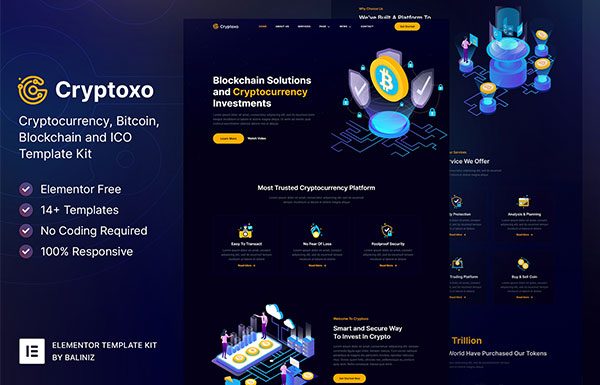 Cryptoxo
Cryptocurrency, Bitcoin,
Blockchain and ICO
Template Kit
Elementor Free
14+ Templates
No Coding Required
100% Responsive
ELEMENTOR TEMPLATE KIT
BY BALINIZ
Cryptoxo
HOME ABOUT US SERVICES PAGE NEWS CONTACT
Get Started
Blockchain Solutions
and Cryptocurrency
Investments
Learn More Watch Video
Most Trusted Cryptocurrency Platform
Easy To Transact
Read More
No Fear Of Loss
Read More
Foolproof Security
Read More
Welcome To Cryptoxo
Smart and Secure Way
To Invest In Crypto
Get Started Now
Why Choose Us
We've Built A Platform To
Services
vice We Offer
y Protection
Read More
Analysis & Planning
Read More
Trading Platform
Read More
Buy & Sell Coin
Read More
Trillion
World Have Purchased Our Tokens